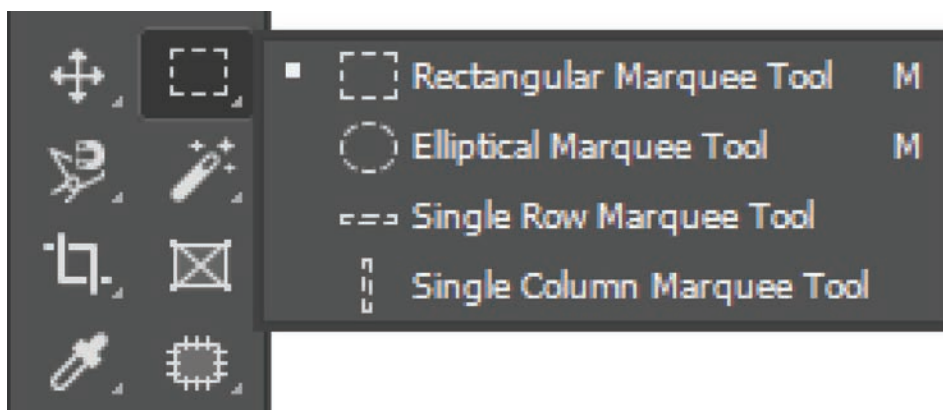 Rectangular Marquee Tool M
Elliptical Marquee Tool M
Single Row Marquee Tool
Single Column Marquee Tool